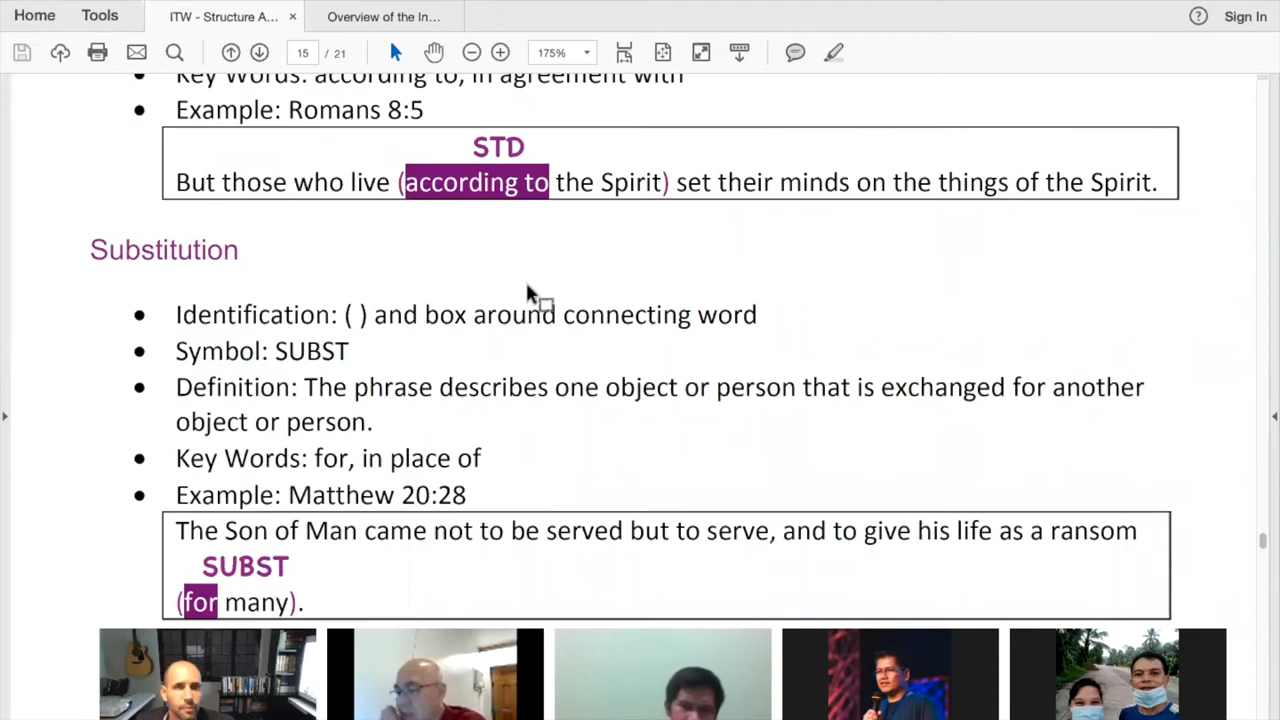 Home Tools ITW - Structure A... × Overview of the In... ? Sign In
15 / 21 175%
• Key Words: according to, in agreement with
• Example: Romans 8:5
STD
But those who live (according to the Spirit) set their minds on the things of the Spirit.
Substitution
• Identification: ( ) and box around connecting word
• Symbol: SUBST
• Definition: The phrase describes one object or person that is exchanged for another
object or person.
• Key Words: for, in place of
• Example: Matthew 20:28
The Son of Man came not to be served but to serve, and to give his life as a ransom
SUBST
(for many).